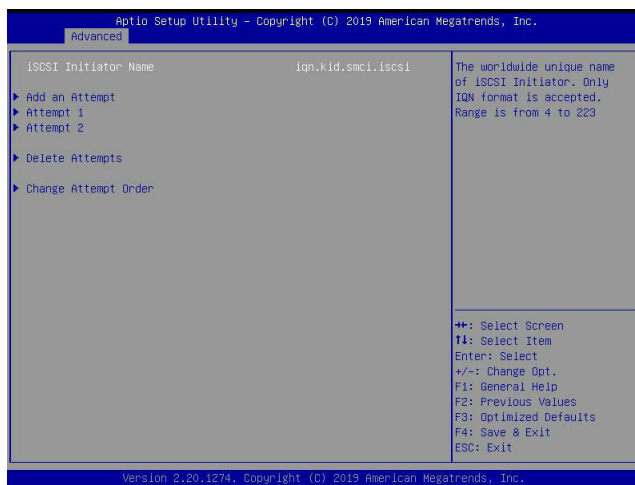 Aptio Setup Utility – Copyright (C) 2019 American Megatrends, Inc.
Advanced
iSCSI Initiator Name iqn.kid.smci.iscsi
Add an Attempt
Attempt 1
Attempt 2
Delete Attempts
Change Attempt Order
The worldwide unique name
of iSCSI Initiator. Only
IQN format is accepted.
Range is from 4 to 223
→←: Select Screen
↑↓: Select Item
Enter: Select
+/-: Change Opt.
F1: General Help
F2: Previous Values
F3: Optimized Defaults
F4: Save & Exit
ESC: Exit
Version 2.20.1274. Copyright (C) 2019 American Megatrends, Inc.